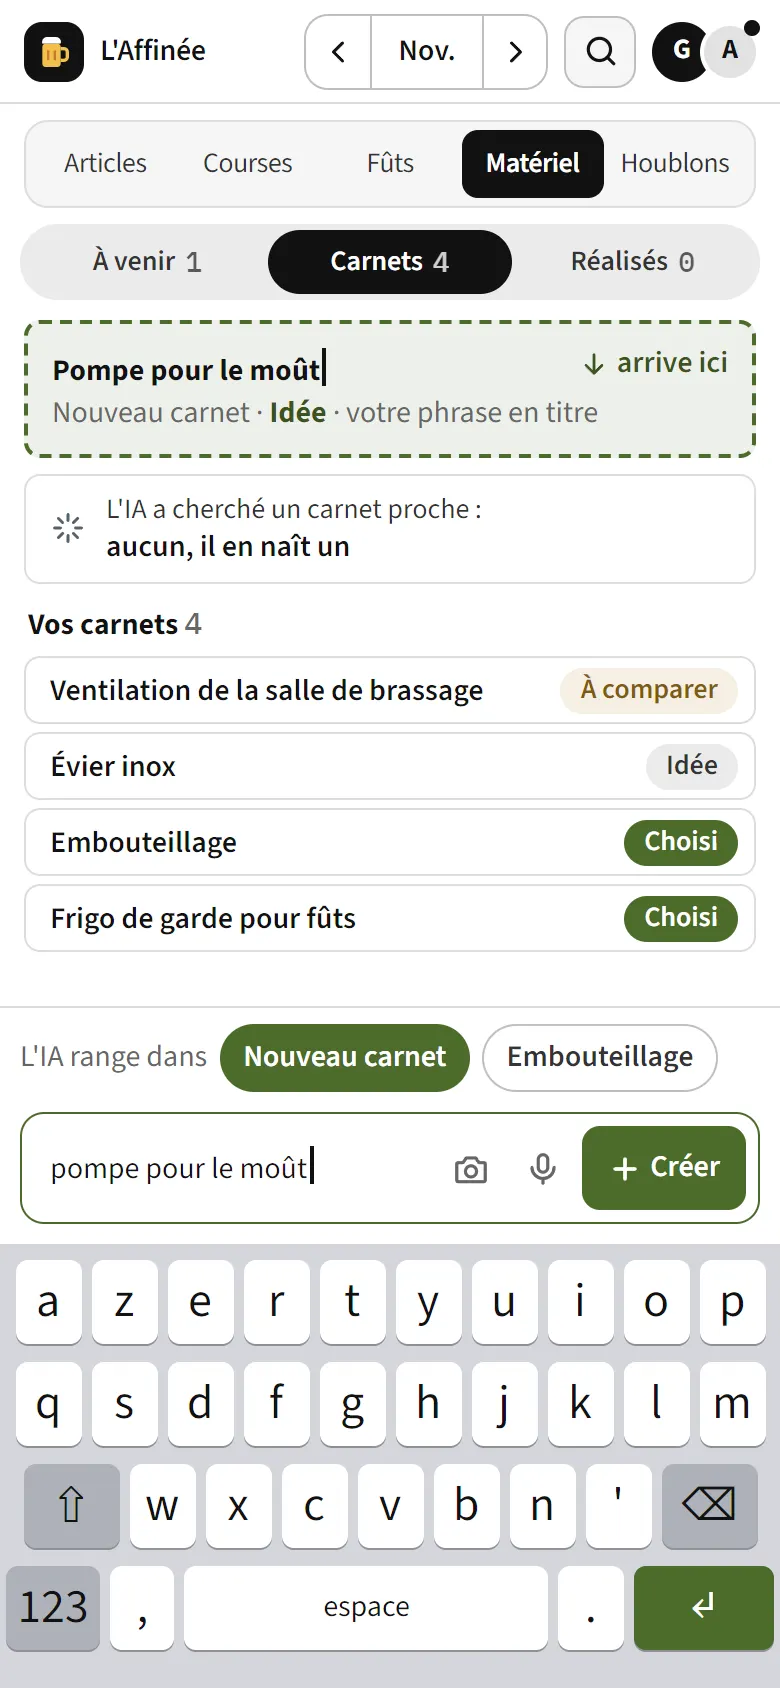 L'Affinée
Nov.
G A
Articles Courses Fûts Matériel Houblons
À venir 1 Carnets 4 Réalisés 0
Pompe pour le moût ↓ arrive ici
Nouveau carnet · Idée · votre phrase en titre
L'IA a cherché un carnet proche :
aucun, il en naît un
Vos carnets 4
Ventilation de la salle de brassage À comparer
Évier inox Idée
Embouteillage Choisi
Frigo de garde pour fûts Choisi
L'IA range dans Nouveau carnet Embouteillage
pompe pour le moût + Créer
a z e r t y u i o p
q s d f g h j k l m
⇧ w x c v b n ' ⌫
123 , espace . ↵